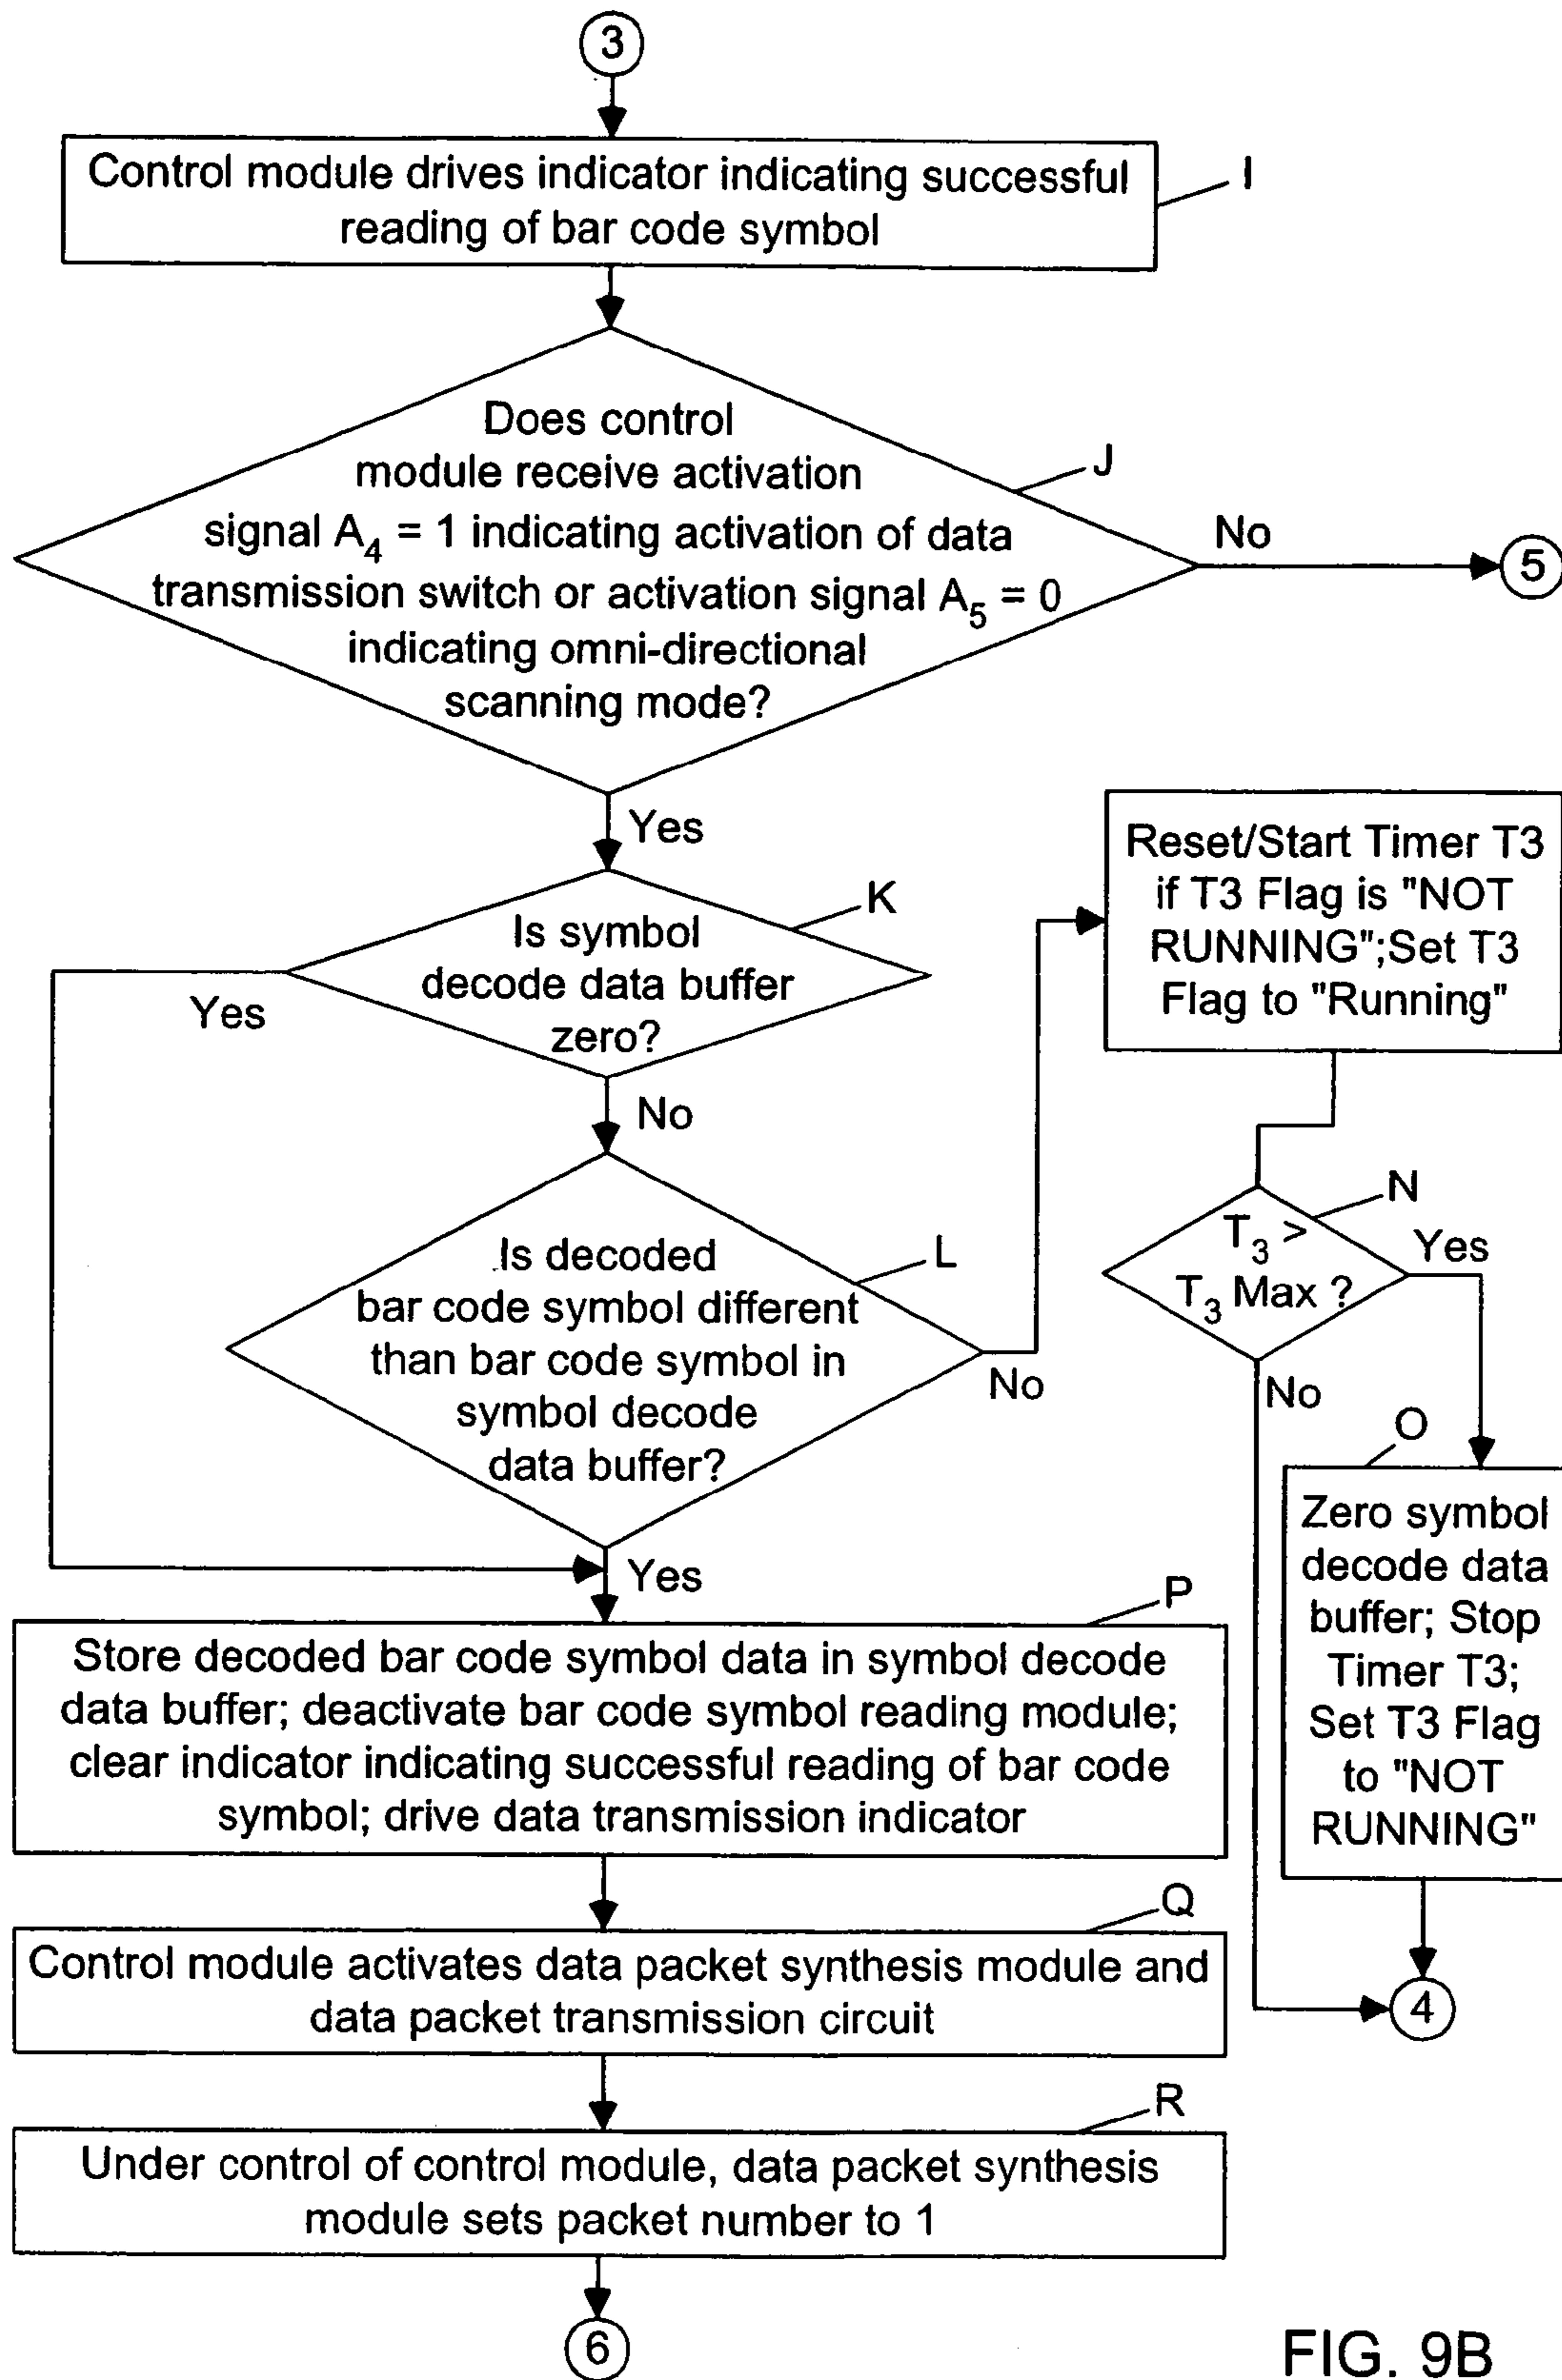 3
Control module drives indicator indicating successful
reading of bar code symbol
I
Does control
module receive activation
signal A4 = 1 indicating activation of data
transmission switch or activation signal A5 = 0
indicating omni-directional
scanning mode?
J
No
5
Yes
Is symbol
decode data buffer
zero?
K
Yes
No
Is decoded
bar code symbol different
than bar code symbol in
symbol decode
data buffer?
L
No
Yes
Reset/Start Timer T3
if T3 Flag is "NOT
RUNNING";Set T3
Flag to "Running"
T3 >
T3 Max ?
N
Yes
No
O
Zero symbol
decode data
buffer; Stop
Timer T3;
Set T3 Flag
to "NOT
RUNNING"
4
P
Store decoded bar code symbol data in symbol decode
data buffer; deactivate bar code symbol reading module;
clear indicator indicating successful reading of bar code
symbol; drive data transmission indicator
Q
Control module activates data packet synthesis module and
data packet transmission circuit
R
Under control of control module, data packet synthesis
module sets packet number to 1
6
FIG. 9B